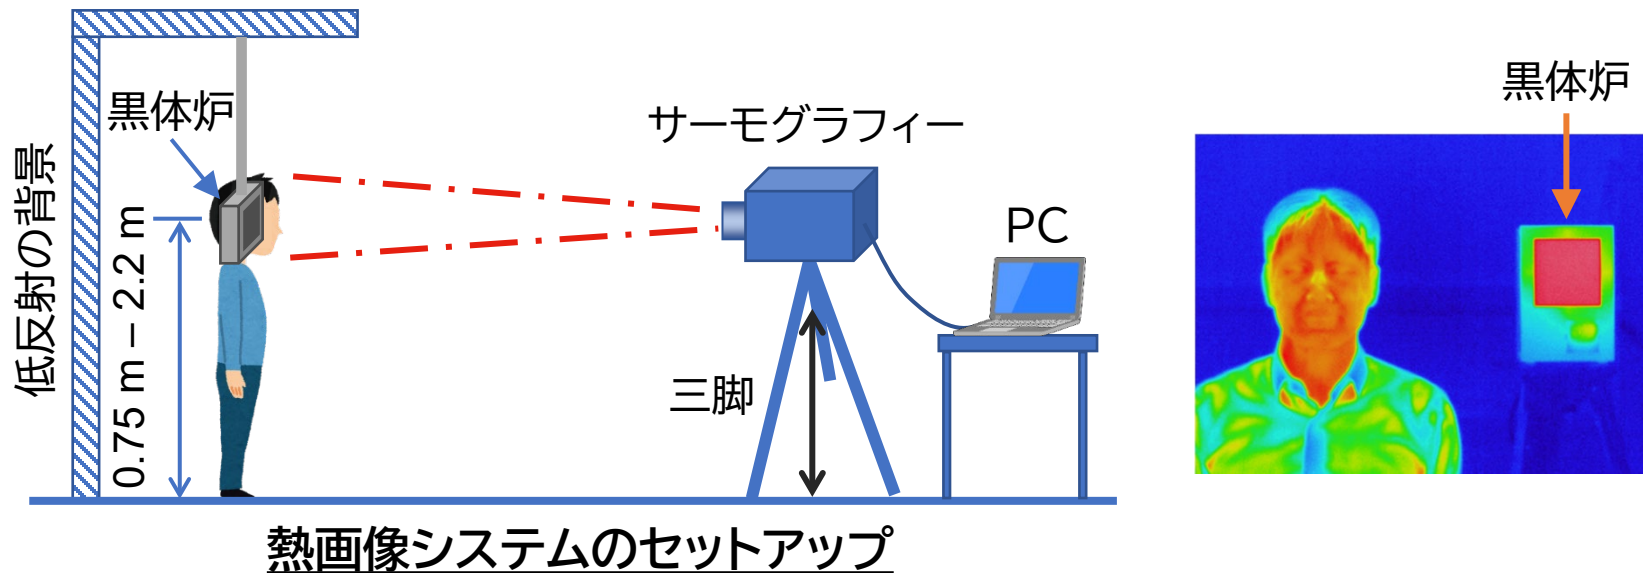 黒体炉
サーモグラフィー
黒体炉
低反射の背景
0.75 m – 2.2 m
PC
三脚
熱画像システムのセットアップ